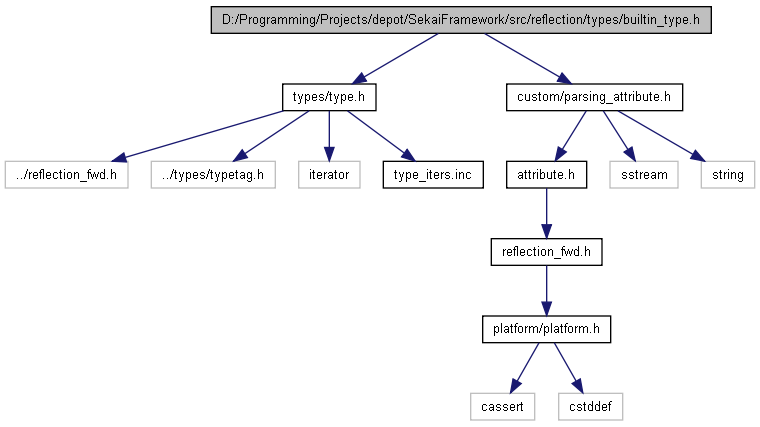 D:/Programming/Projects/depot/SekaiFramework/src/reflection/types/builtin_type.h
types/type.h
custom/parsing_attribute.h
../reflection_fwd.h
../types/typetag.h
iterator
type_iters.inc
attribute.h
sstream
string
reflection_fwd.h
platform/platform.h
cassert
cstddef